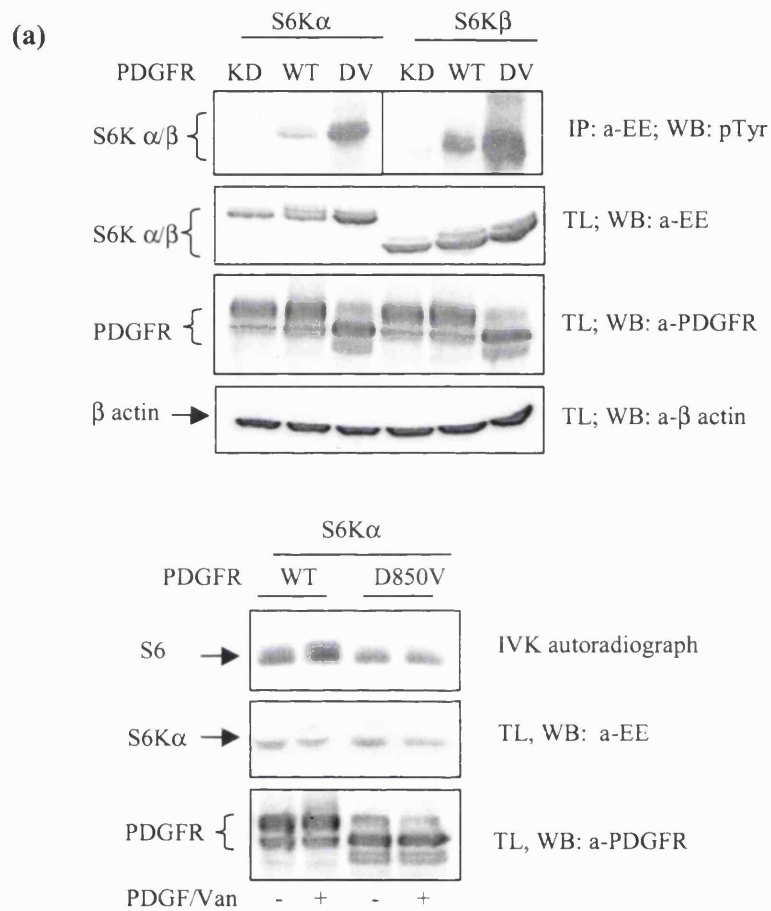 (a)
S6Kα S6Kβ
PDGFR KD WT DV KD WT DV
S6K α/β { IP: a-EE; WB: pTyr
S6K α/β { TL; WB: a-EE
PDGFR { TL; WB: a-PDGFR
β actin → TL; WB: a-β actin
S6Kα
PDGFR WT D850V
S6 → IVK autoradiograph
S6Kα → TL, WB: a-EE
PDGFR { TL, WB: a-PDGFR
PDGF/Van - + - +